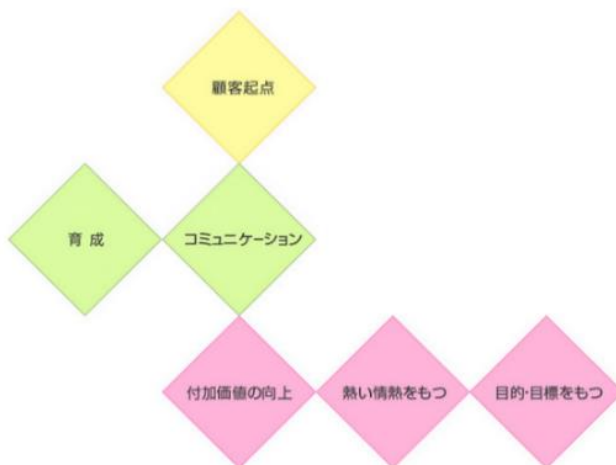 顧客起点
育 成
コミュニケーション
付加価値の向上
熱い情熱をもつ
目的・目標をもつ